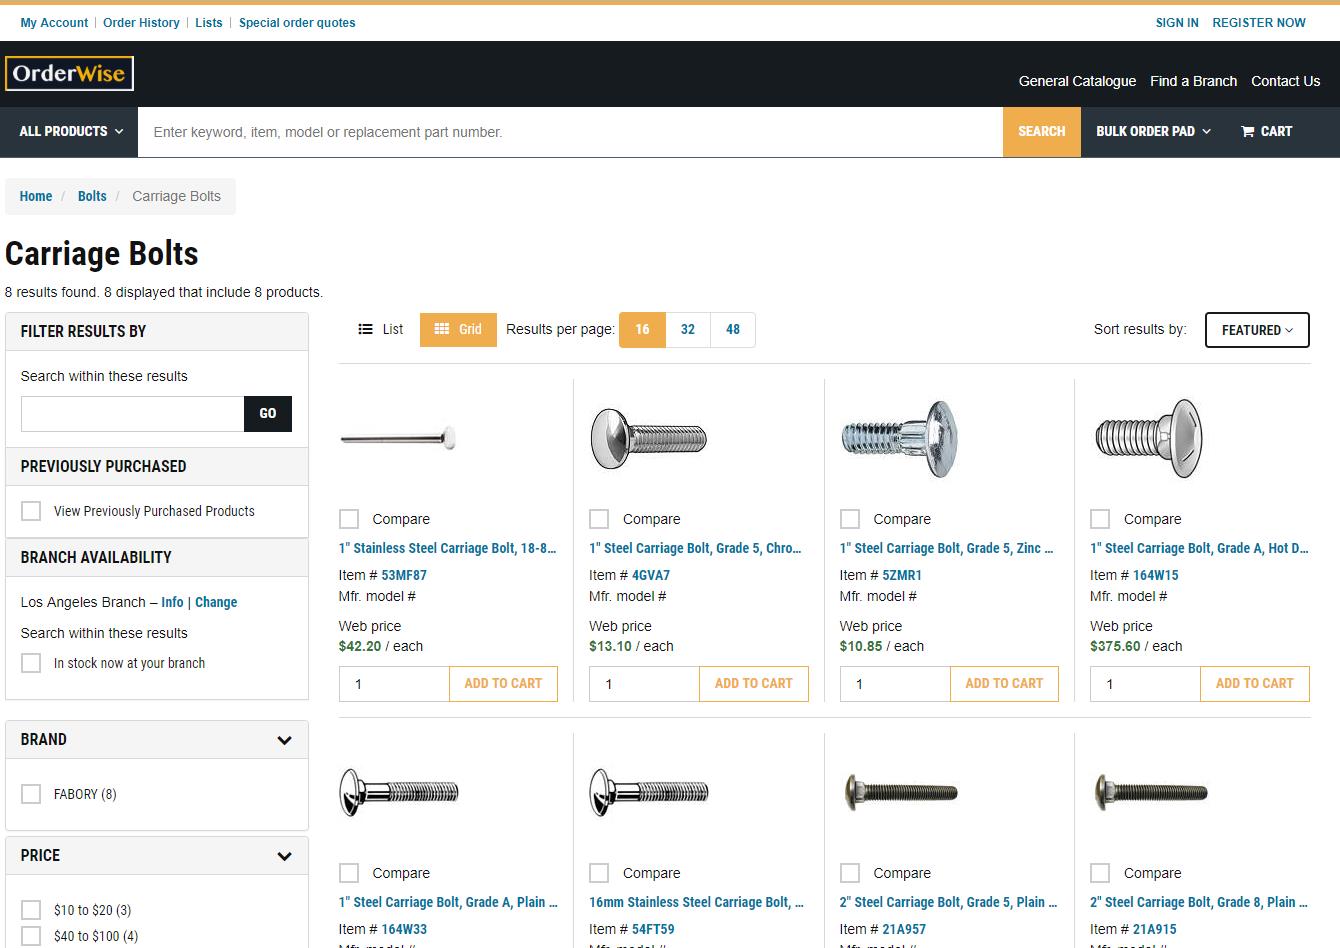 My Account | Order History | Lists | Special order quotes
SIGN IN REGISTER NOW
OrderWise
General Catalogue Find a Branch Contact Us
ALL PRODUCTS
Enter keyword, item, model or replacement part number.
SEARCH
BULK ORDER PAD
CART
Home / Bolts / Carriage Bolts
Carriage Bolts
8 results found. 8 displayed that include 8 products.
FILTER RESULTS BY
Search within these results
GO
PREVIOUSLY PURCHASED
View Previously Purchased Products
BRANCH AVAILABILITY
Los Angeles Branch – Info | Change
Search within these results
In stock now at your branch
BRAND
FABORY (8)
PRICE
$10 to $20 (3)
$40 to $100 (4)
List Grid Results per page: 16 32 48
Sort results by: FEATURED
Compare
1" Stainless Steel Carriage Bolt, 18-8...
Item # 53MF87
Mfr. model #
Web price
$42.20 / each
1 ADD TO CART
Compare
1" Steel Carriage Bolt, Grade 5, Chro...
Item # 4GVA7
Mfr. model #
Web price
$13.10 / each
1 ADD TO CART
Compare
1" Steel Carriage Bolt, Grade 5, Zinc ...
Item # 5ZMR1
Mfr. model #
Web price
$10.85 / each
1 ADD TO CART
Compare
1" Steel Carriage Bolt, Grade A, Hot D...
Item # 164W15
Mfr. model #
Web price
$375.60 / each
1 ADD TO CART
Compare
1" Steel Carriage Bolt, Grade A, Plain ...
Item # 164W33
Mfr. model #
Compare
16mm Stainless Steel Carriage Bolt, ...
Item # 54FT59
Mfr. model #
Compare
2" Steel Carriage Bolt, Grade 5, Plain ...
Item # 21A957
Mfr. model #
Compare
2" Steel Carriage Bolt, Grade 8, Plain ...
Item # 21A915
Mfr. model #